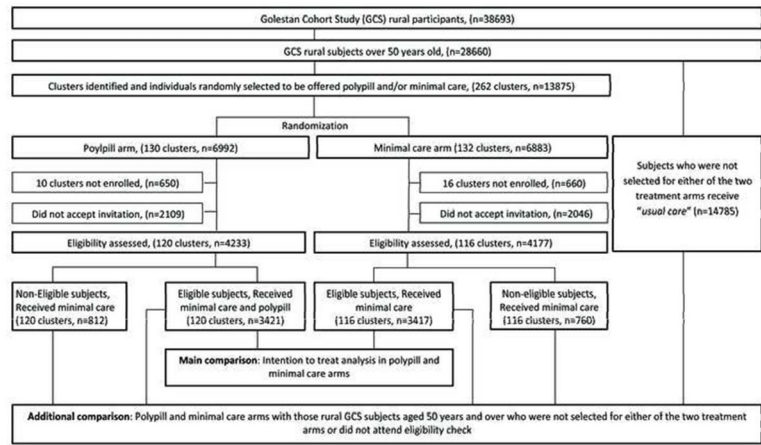 Golestan Cohort Study (GCS) rural participants, (n=38693)
GCS rural subjects over 50 years old, (n=28660)
Clusters identified and individuals randomly selected to be offered polypill and/or minimal care, (262 clusters, n=13875)
Randomization
Poylpill arm, (130 clusters, n=6992)
Minimal care arm (132 clusters, n=6883)
Subjects who were not
selected for either of the two
treatment arms receive
"usual care" (n=14785)
10 clusters not enrolled, (n=650)
16 clusters not enrolled, (n=660)
Did not accept invitation, (n=2109)
Did not accept invitation, (n=2046)
Eligibility assessed, (120 clusters, n=4233)
Eligibility assessed, (116 clusters, n=4177)
Non-Eligible subjects,
Received minimal care
(120 clusters, n=812)
Eligible subjects, Received
minimal care and polypill
(120 clusters, n=3421)
Eligible subjects, Received
minimal care
(116 clusters, n=3417)
Non-eligible subjects,
Received minimal care
(116 clusters, n=760)
Main comparison: Intention to treat analysis in polypill and
minimal care arms
Additional comparison: Polypill and minimal care arms with those rural GCS subjects aged 50 years and over who were not selected for either of the two treatment
arms or did not attend eligibility check